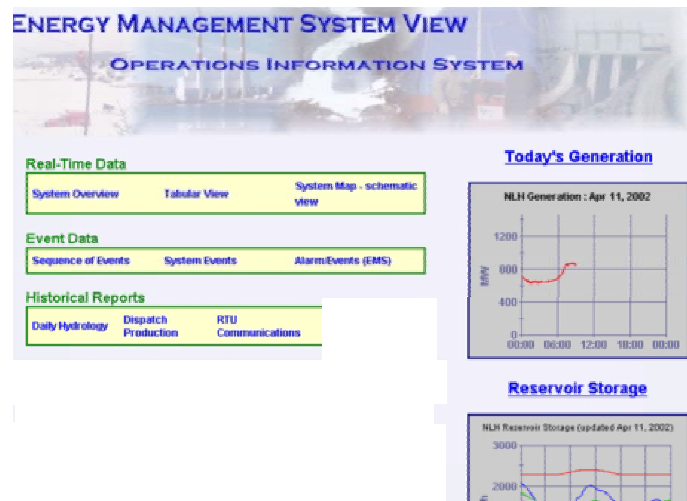 ENERGY MANAGEMENT SYSTEM VIEW
OPERATIONS INFORMATION SYSTEM
Real-Time Data
System Overview Tabular View System Map - schematic
view
Event Data
Sequence of Events System Events Alarm/Events (EMS)
Historical Reports
Daily Hydrology Dispatch Production RTU Communications
Today's Generation
NLH Generation : Apr 11, 2002
1200
800
400
0
MW
00:00 06:00 12:00 18:00 00:00
Reservoir Storage
NLH Reservoir Storage (updated Apr 11, 2002)
3000
2000